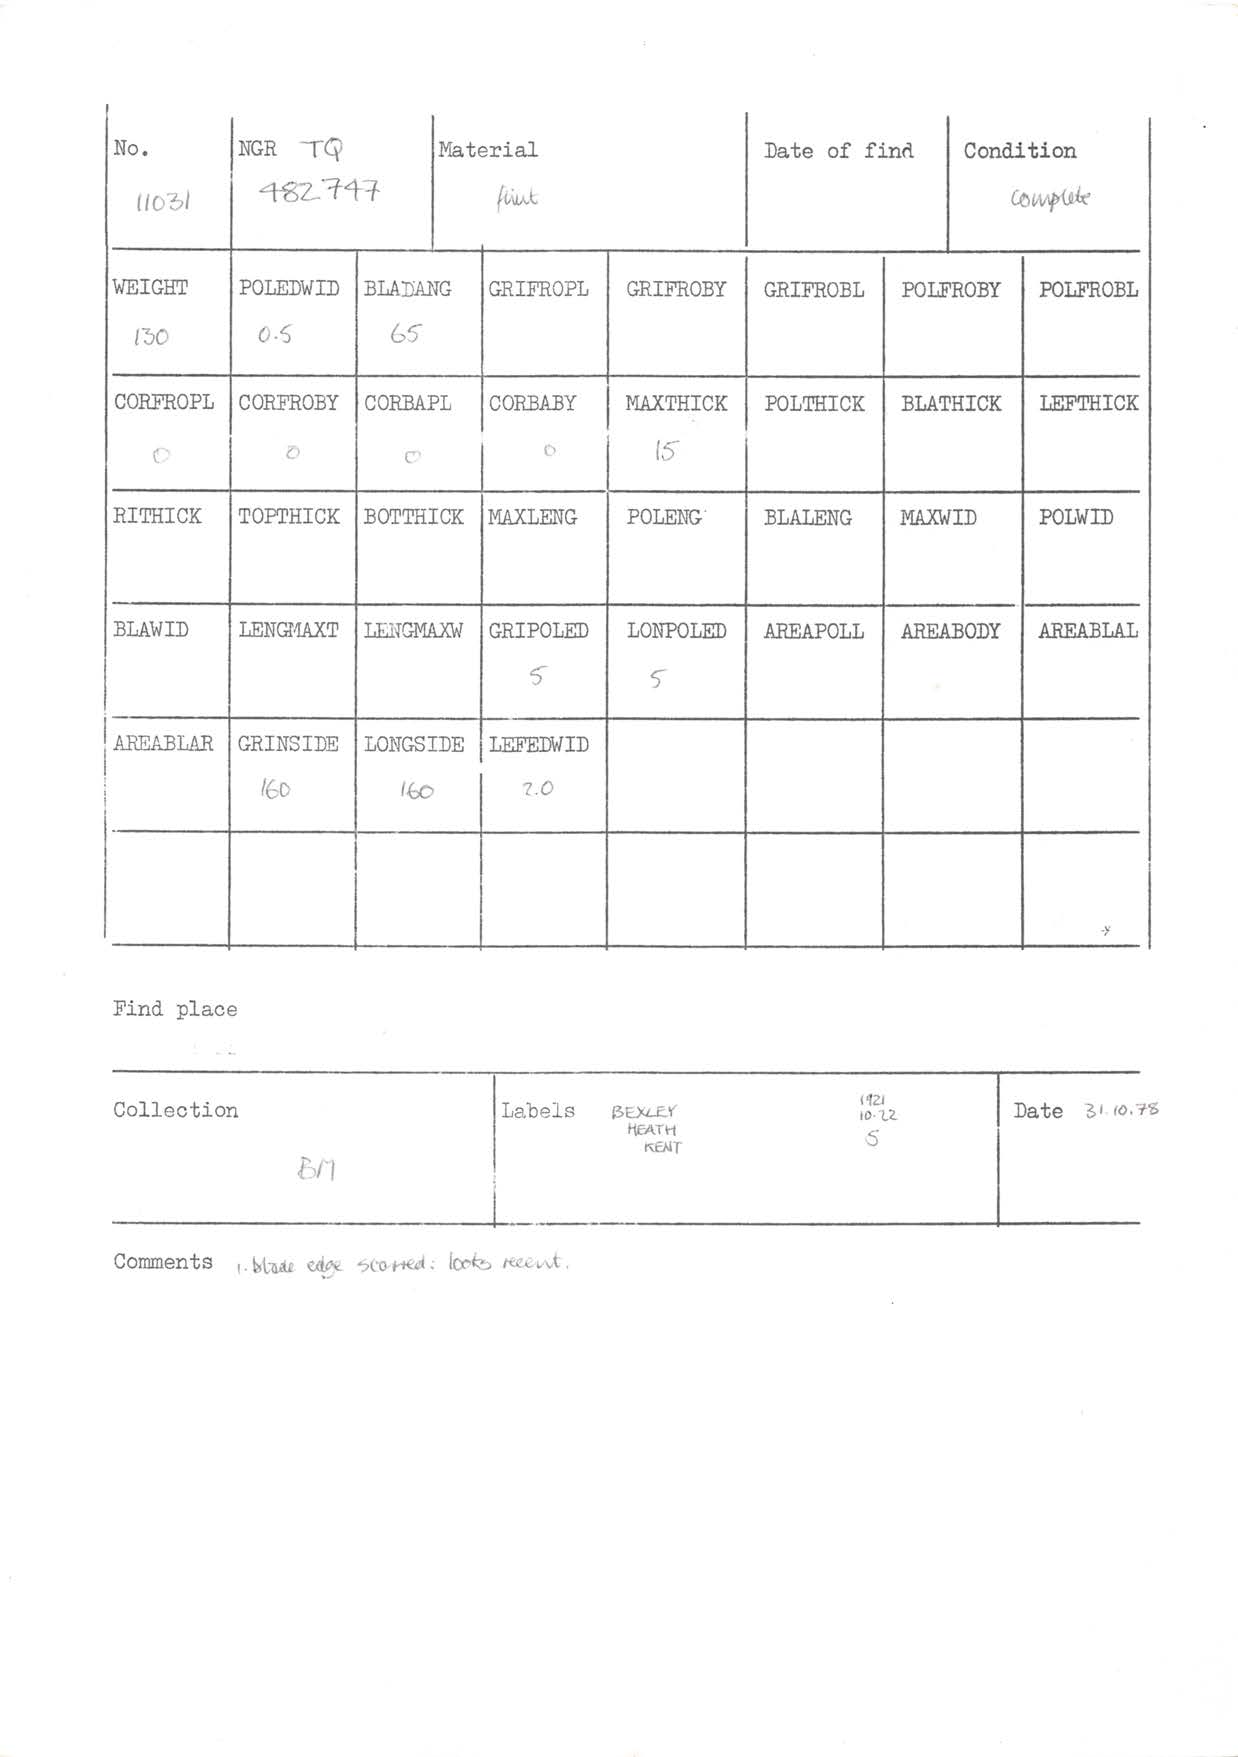 No. NGR TQ Material Date of find Condition
11031 482747 flint complete
WEIGHT POLEDWID BLADANG GRIFROPL GRIFROBY GRIFROBL POLFROBY POLFROBL
130 0.5 65
CORFROPL CORFROBY CORBAPL CORBABY MAXTHICK POLTHICK BLATHICK LEFTHICK
0 0 0 0 15
RITHICK TOPTHICK BOTTHICK MAXLENG POLENG BLALENG MAXWID POLWID
BLAWID LENGMAXT LENGMAXW GRIPOLED LONPOLED AREAPOLL AREABODY AREABLAL
5 5
AREABLAR GRINSIDE LONGSIDE LEFEDWID
160 160 2.0
Find place
Collection Labels BEXLEY 1921 Date 31.10.78
HEATH 10.22
KENT 5
BM
Comments 1. blade edge scarred: looks recent.